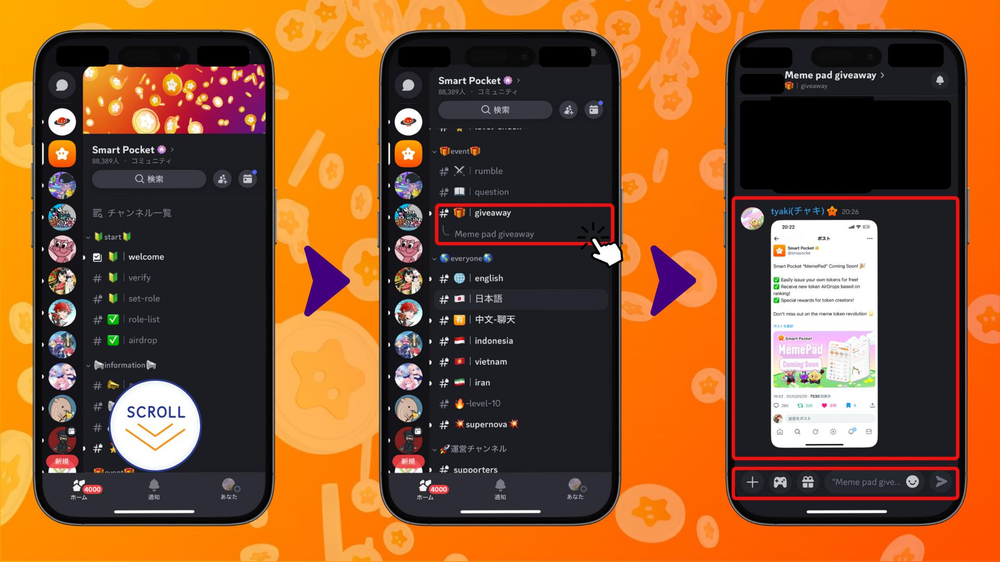 Smart Pocket
88,389人 • コミュニティ
検索
チャンネル一覧
start
welcome
verify
set-role
role-list
airdrop
information
SCROLL
event
新規
4000
ホーム
通知
あなた
Smart Pocket
88,389人 • コミュニティ
検索
level-check
event
rumble
question
giveaway
Meme pad giveaway
everyone
english
日本語
有 中文-聊天
indonesia
vietnam
iran
-level-10
supernova
運営チャンネル
supporters
新規
4000
ホーム
通知
あなた
Meme pad giveaway
giveaway
tyaki(チャキ) 20:26
20:22
ポスト
Smart Pocket
@smapocke
Smart Pocket “MemePad” Coming Soon!
Easily issue your own tokens for free!
Receive new token AirDrops based on
ranking!
Special rewards for token creators!
Don't miss out on the meme token revolution
ポストを翻訳
Smart Pocket
MemePad
Coming Soon
19:02 · 2025/05/20 · 7530 回表示
290 326 376 9
返信をポスト
"Meme pad give...